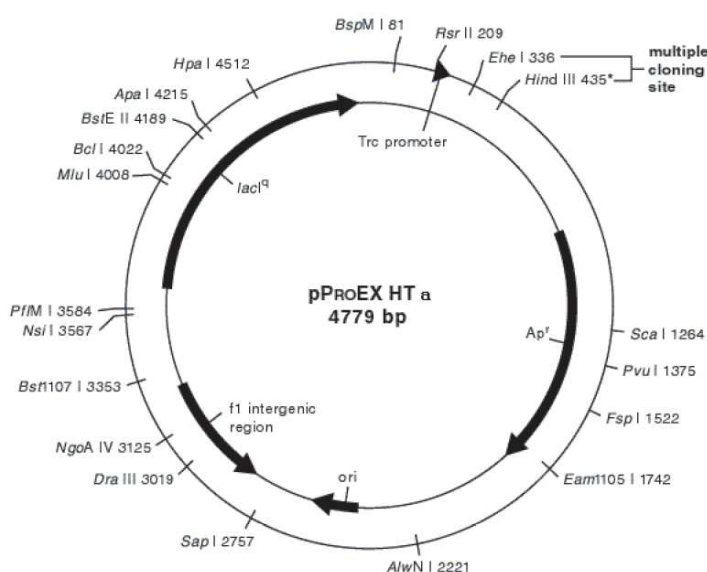 BspM I 81
Rsr II 209
Ehe I 336
Hind III 435*
multiple
cloning
site
Hpa I 4512
Apa I 4215
BstE II 4189
Bcl I 4022
Mlu I 4008
Trc promoter
lacIq
pPROEX HT a
4779 bp
PflM I 3584
Nsi I 3567
Apr
Sca I 1264
Pvu I 1375
Fsp I 1522
Eam1105 I 1742
Bst1107 I 3353
f1 intergenic
region
NgoA IV 3125
Dra III 3019
ori
Sap I 2757
AlwN I 2221